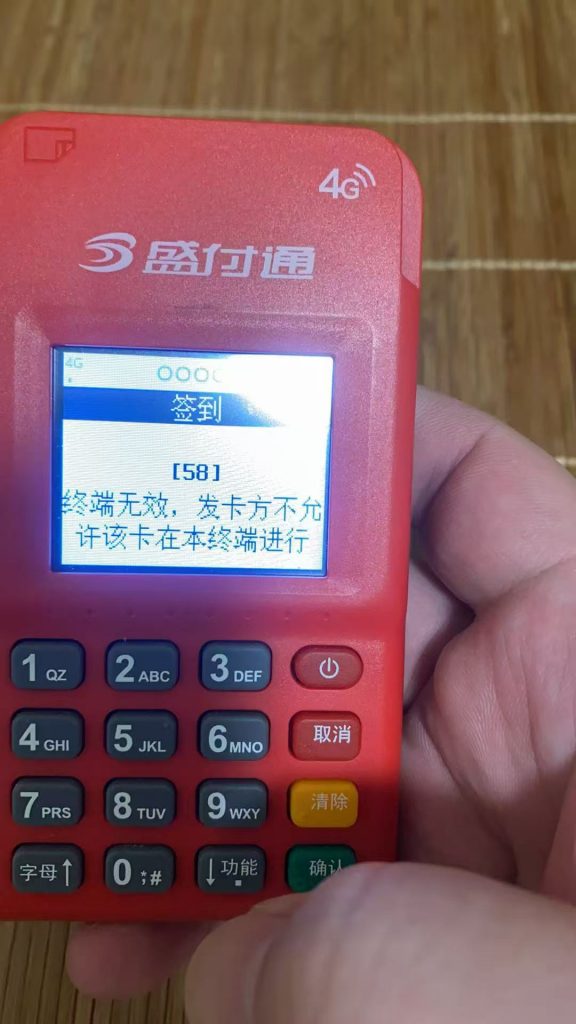 4G
盛付通
4G
签到
[58]
终端无效，发卡方不允
许该卡在本终端进行
1 QZ
2 ABC
3 DEF
4 GHI
5 JKL
6 MNO
取消
7 PRS
8 TUV
9 WXY
清除
字母↑
0 ;*#
↓功能
确认